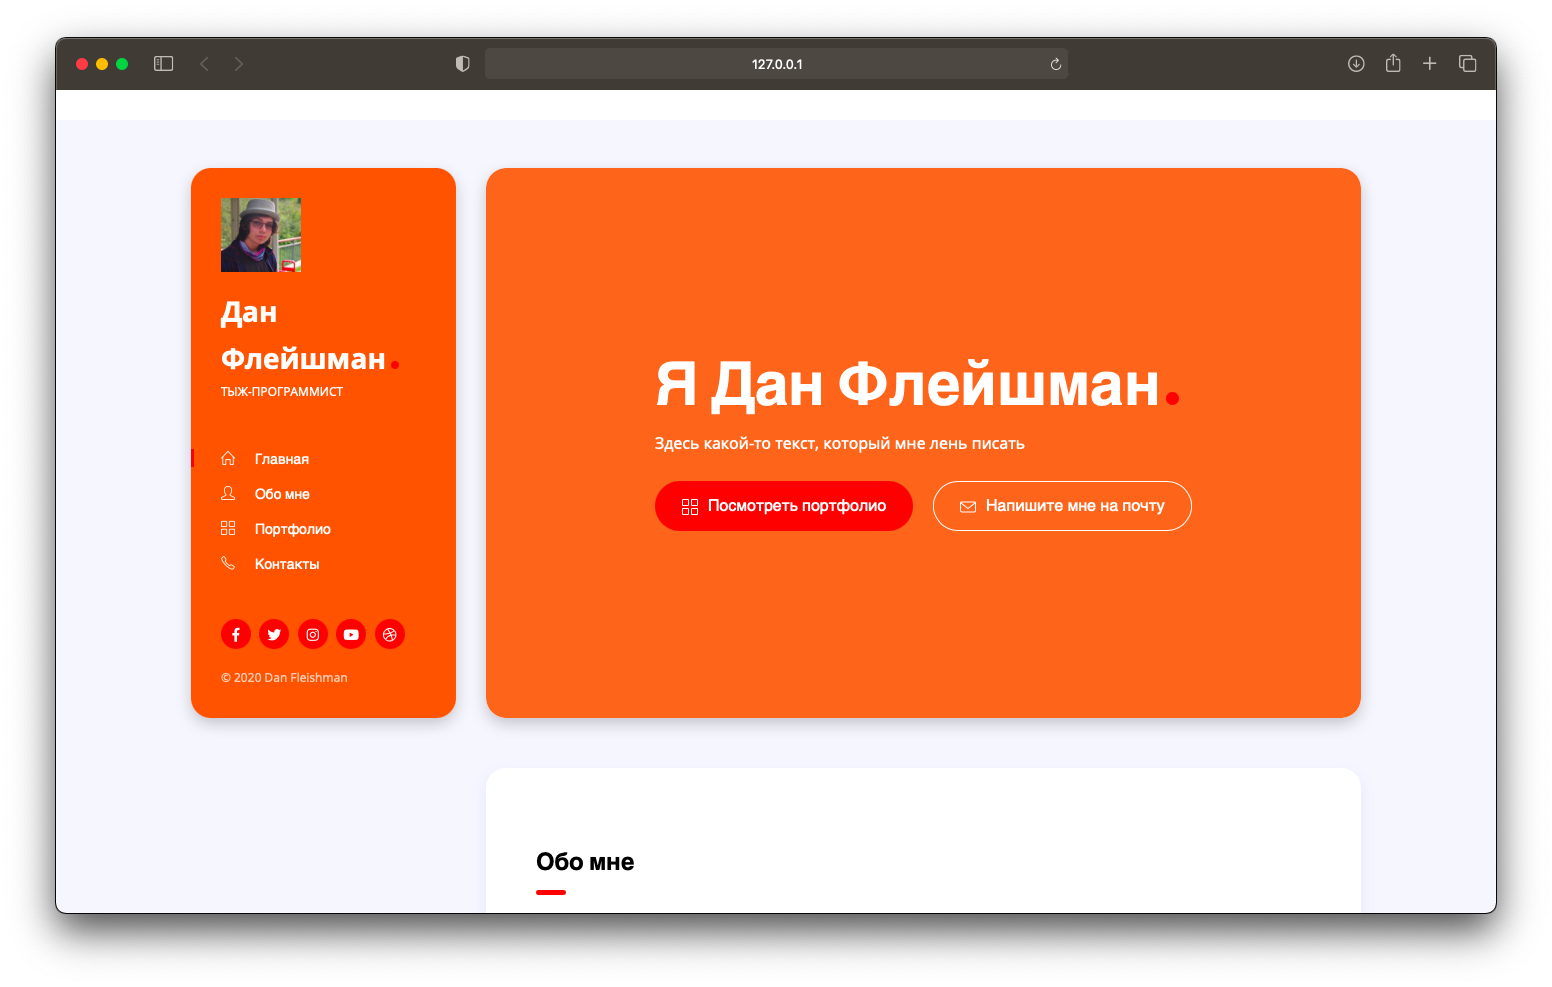 127.0.0.1
Дан
Флейшман.
ТЫЖ-ПРОГРАММИСТ
Главная
Обо мне
Портфолио
Контакты
© 2020 Dan Fleishman
Я Дан Флейшман.
Здесь какой-то текст, который мне лень писать
Посмотреть портфолио
Напишите мне на почту
Обо мне